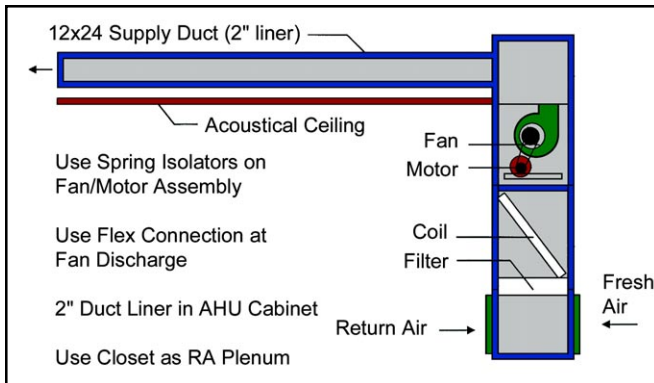 12x24 Supply Duct (2" liner)
Acoustical Ceiling
Use Spring Isolators on
Fan/Motor Assembly
Use Flex Connection at
Fan Discharge
2" Duct Liner in AHU Cabinet
Use Closet as RA Plenum
Fan
Motor
Coil
Filter
Return Air
Fresh
Air